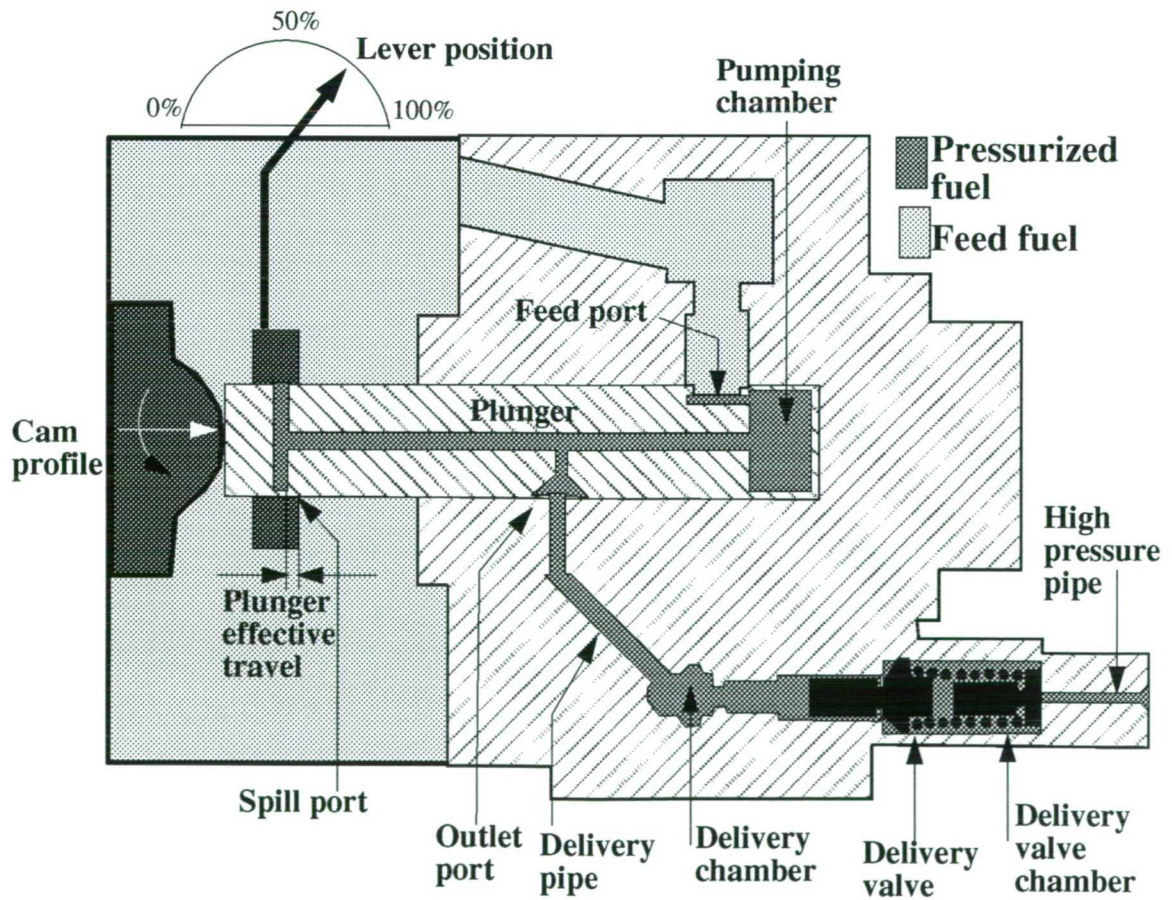 50%
Lever position
0%
100%
Pumping
chamber
Pressurized
fuel
Feed fuel
Feed port
Plunger
Cam
profile
High
pressure
pipe
Plunger
effective
travel
Spill port
Outlet
port
Delivery
pipe
Delivery
chamber
Delivery
valve
Delivery
valve
chamber